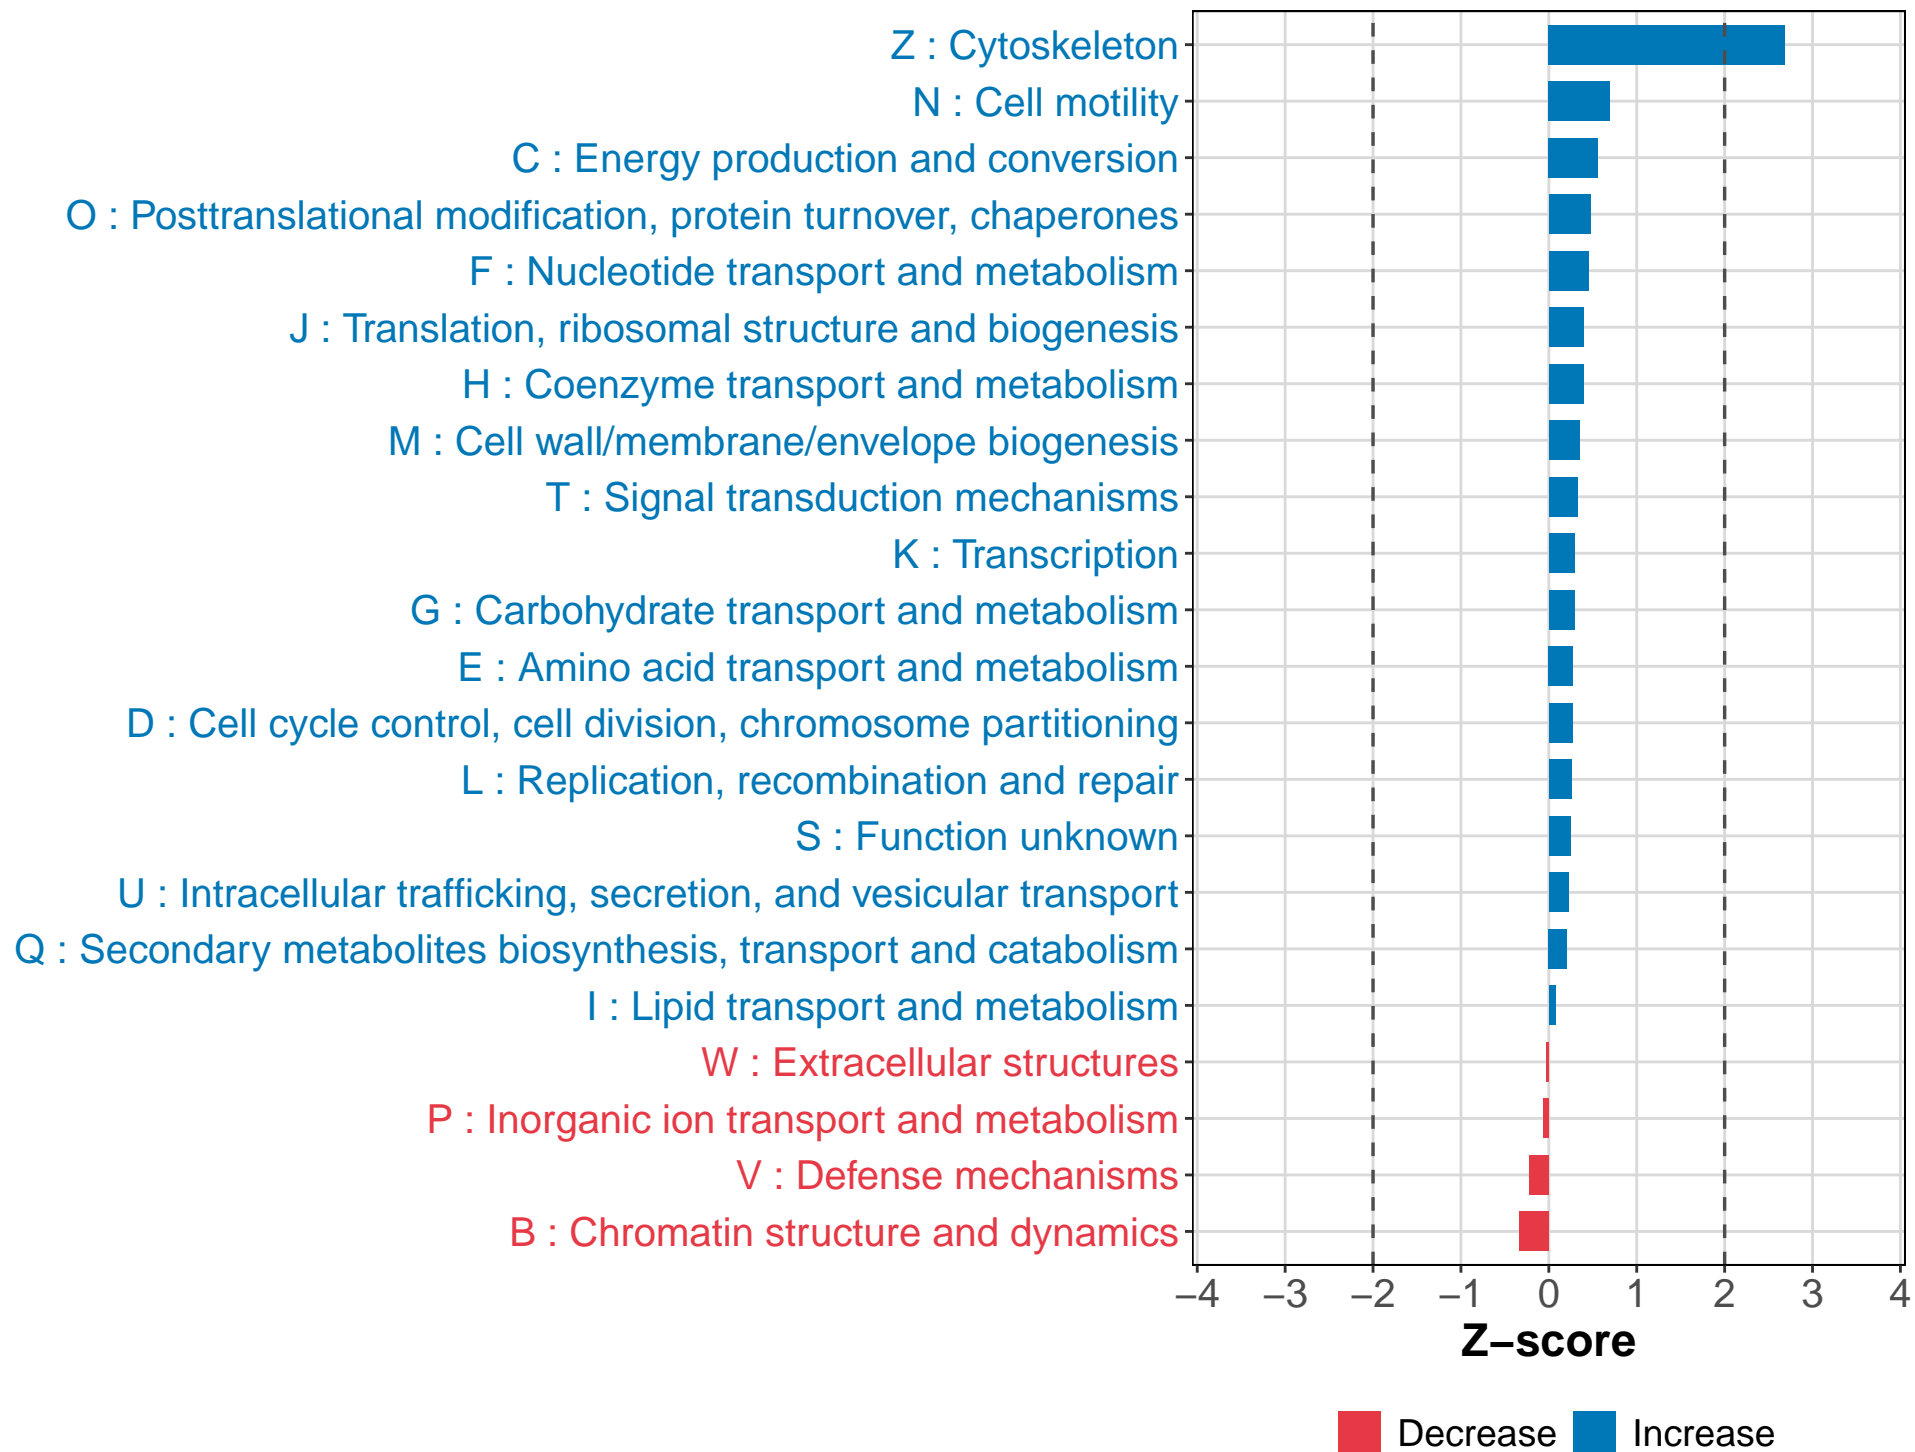 Z : Cytoskeleton
N : Cell motility
C : Energy production and conversion
O : Posttranslational modification, protein turnover, chaperones
F : Nucleotide transport and metabolism
J : Translation, ribosomal structure and biogenesis
H : Coenzyme transport and metabolism
M : Cell wall/membrane/envelope biogenesis
T : Signal transduction mechanisms
K : Transcription
G : Carbohydrate transport and metabolism
E : Amino acid transport and metabolism
D : Cell cycle control, cell division, chromosome partitioning
L : Replication, recombination and repair
S : Function unknown
U : Intracellular trafficking, secretion, and vesicular transport
Q : Secondary metabolites biosynthesis, transport and catabolism
I : Lipid transport and metabolism
W : Extracellular structures
P : Inorganic ion transport and metabolism
V : Defense mechanisms
B : Chromatin structure and dynamics
−4 −3 −2 −1 0 1 2 3 4
Z−score
Decrease Increase